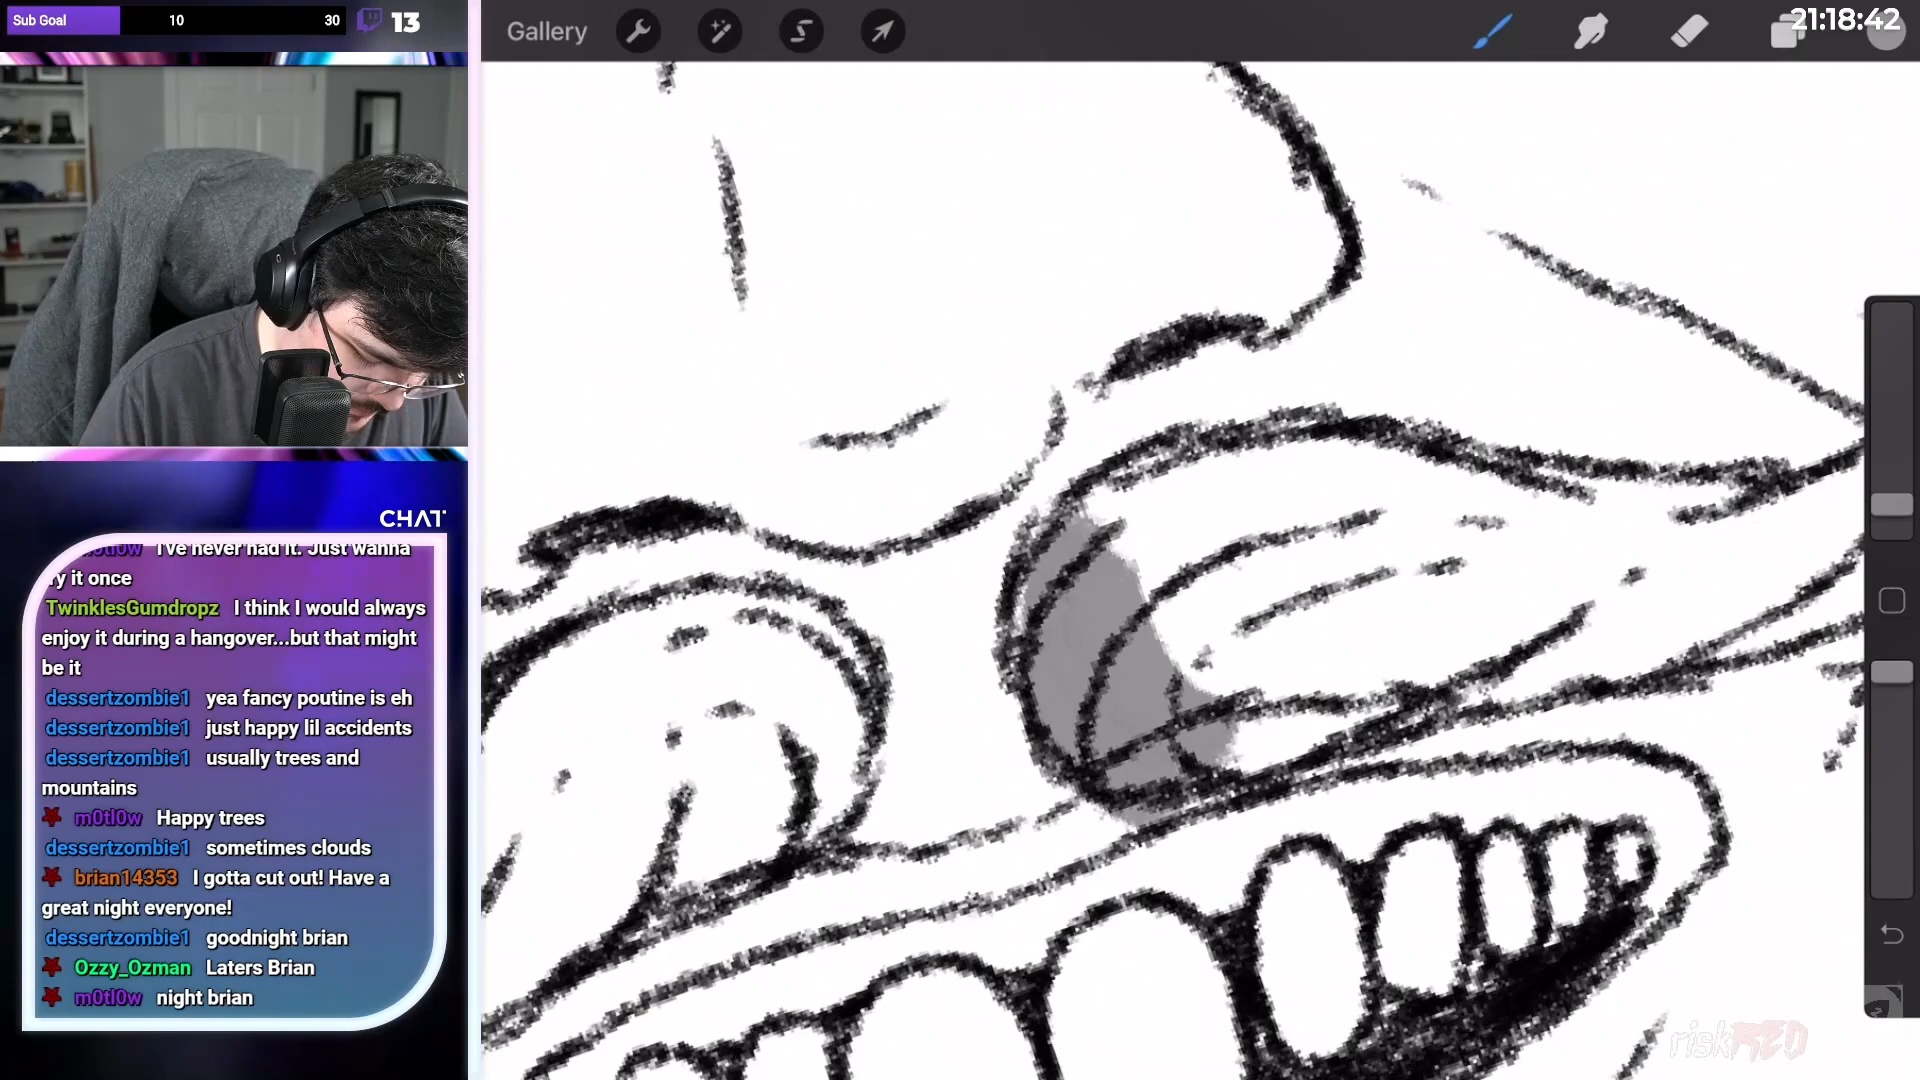 Sub Goal 10 30 13
Gallery
21:18:42
CHAT
I've never had it. Just wanna
ry it once
TwinklesGumdropz I think I would always
enjoy it during a hangover...but that might
be it
dessertzombie1 yea fancy poutine is eh
dessertzombie1 just happy lil accidents
dessertzombie1 usually trees and
mountains
m0tl0w Happy trees
dessertzombie1 sometimes clouds
brian14353 I gotta cut out! Have a
great night everyone!
dessertzombie1 goodnight brian
Ozzy_Ozman Laters Brian
m0tl0w night brian
riskRED